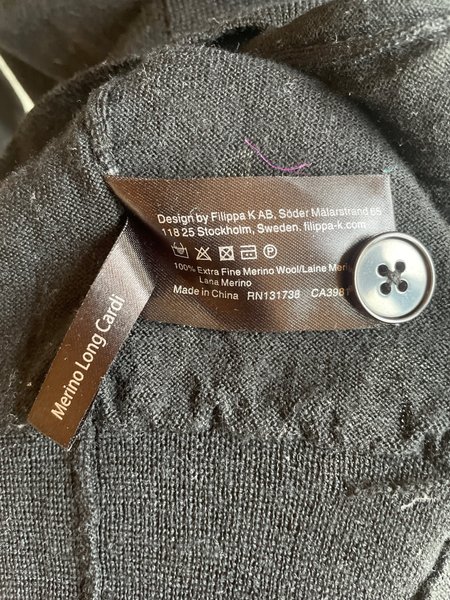 Design by Filippa K AB, Söder Mälarstrand 65
118 25 Stockholm, Sweden. filippa-k.com
P
100% Extra Fine Merino Wool/Laine
Lana Merino
Made in China RN131738
Merino Long Cardi